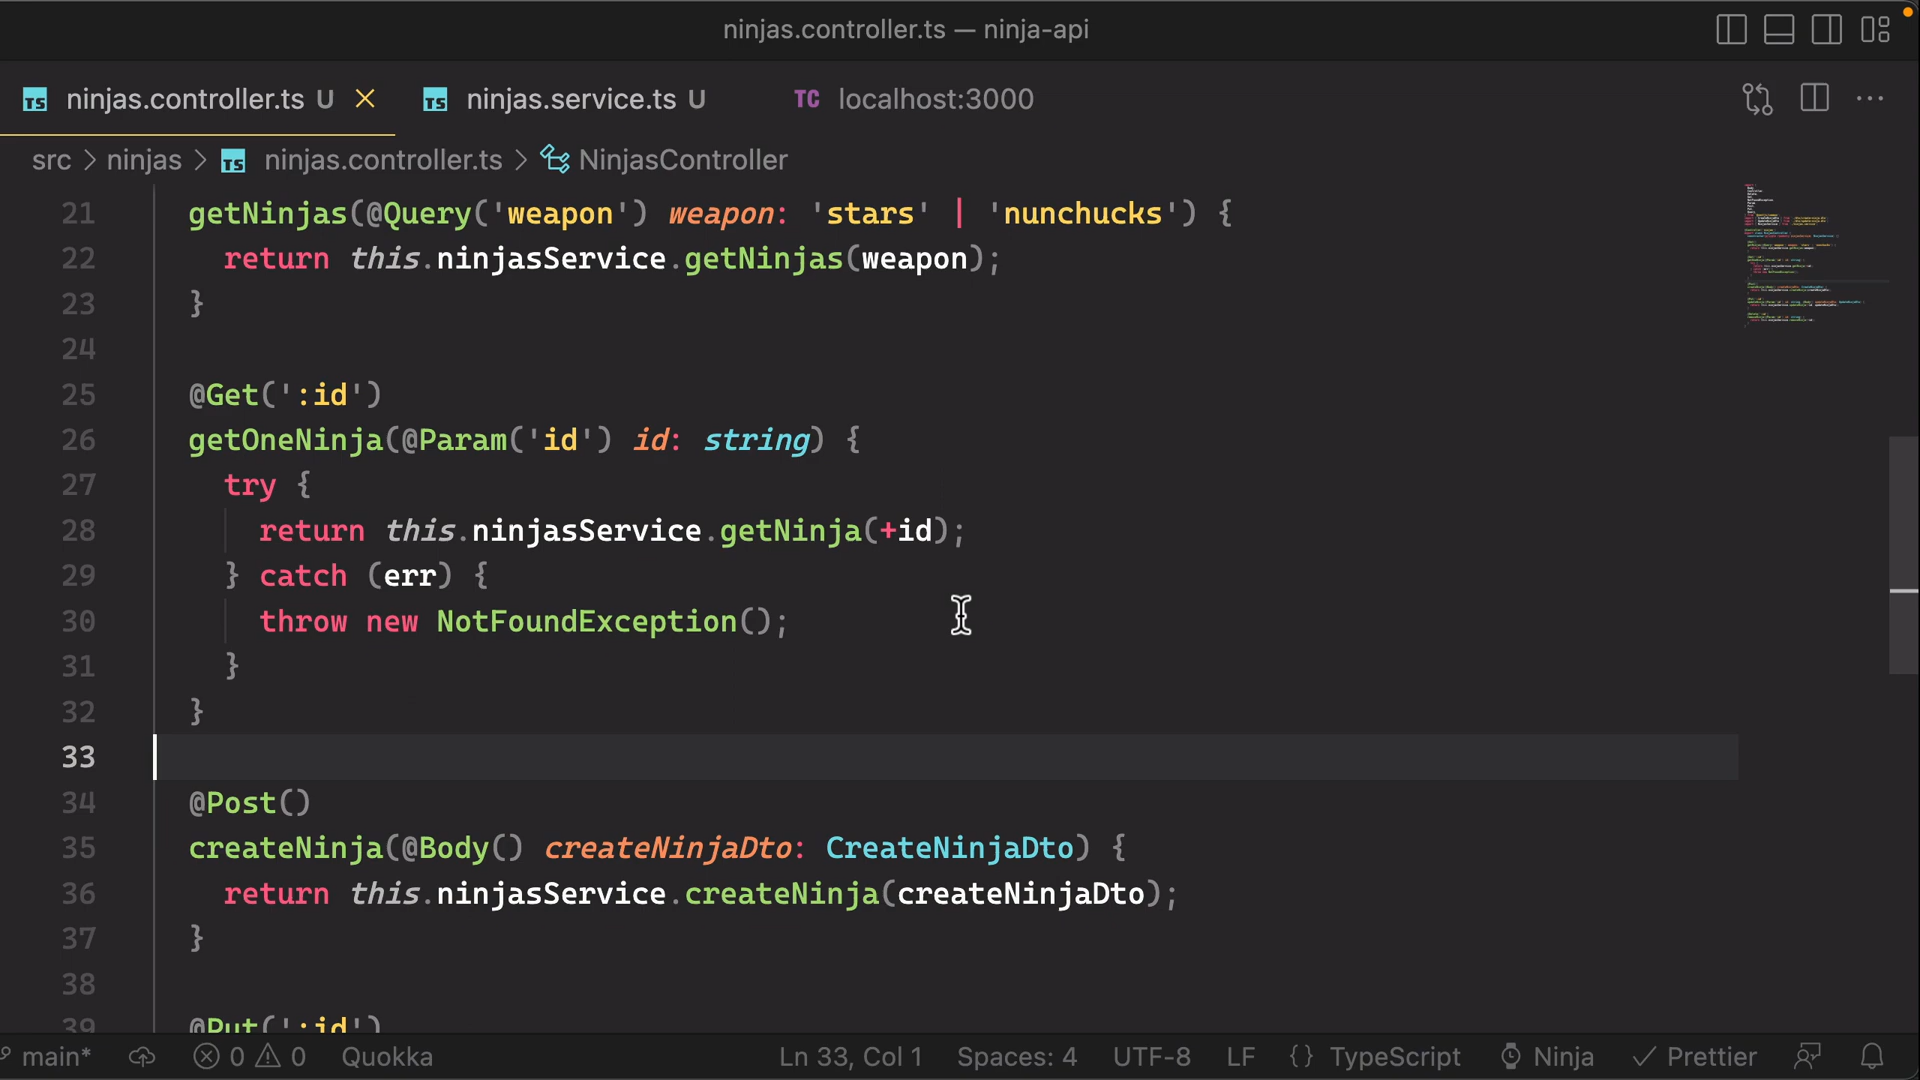 ninjas.controller.ts — ninja-api
TS ninjas.controller.ts U
TS ninjas.service.ts U
TC localhost:3000
src > ninjas > TS ninjas.controller.ts > NinjasController
21 getNinjas(@Query('weapon') weapon: 'stars' | 'nunchucks') {
22 return this.ninjasService.getNinjas(weapon);
23 }
24
25 @Get(':id')
26 getOneNinja(@Param('id') id: string) {
27 try {
28 return this.ninjasService.getNinja(+id);
29 } catch (err) {
30 throw new NotFoundException();
31 }
32 }
33
34 @Post()
35 createNinja(@Body() createNinjaDto: CreateNinjaDto) {
36 return this.ninjasService.createNinja(createNinjaDto);
37 }
38
39 @Put(':id')
main* 0 0 Quokka Ln 33, Col 1 Spaces: 4 UTF-8 LF {} TypeScript Ninja Prettier